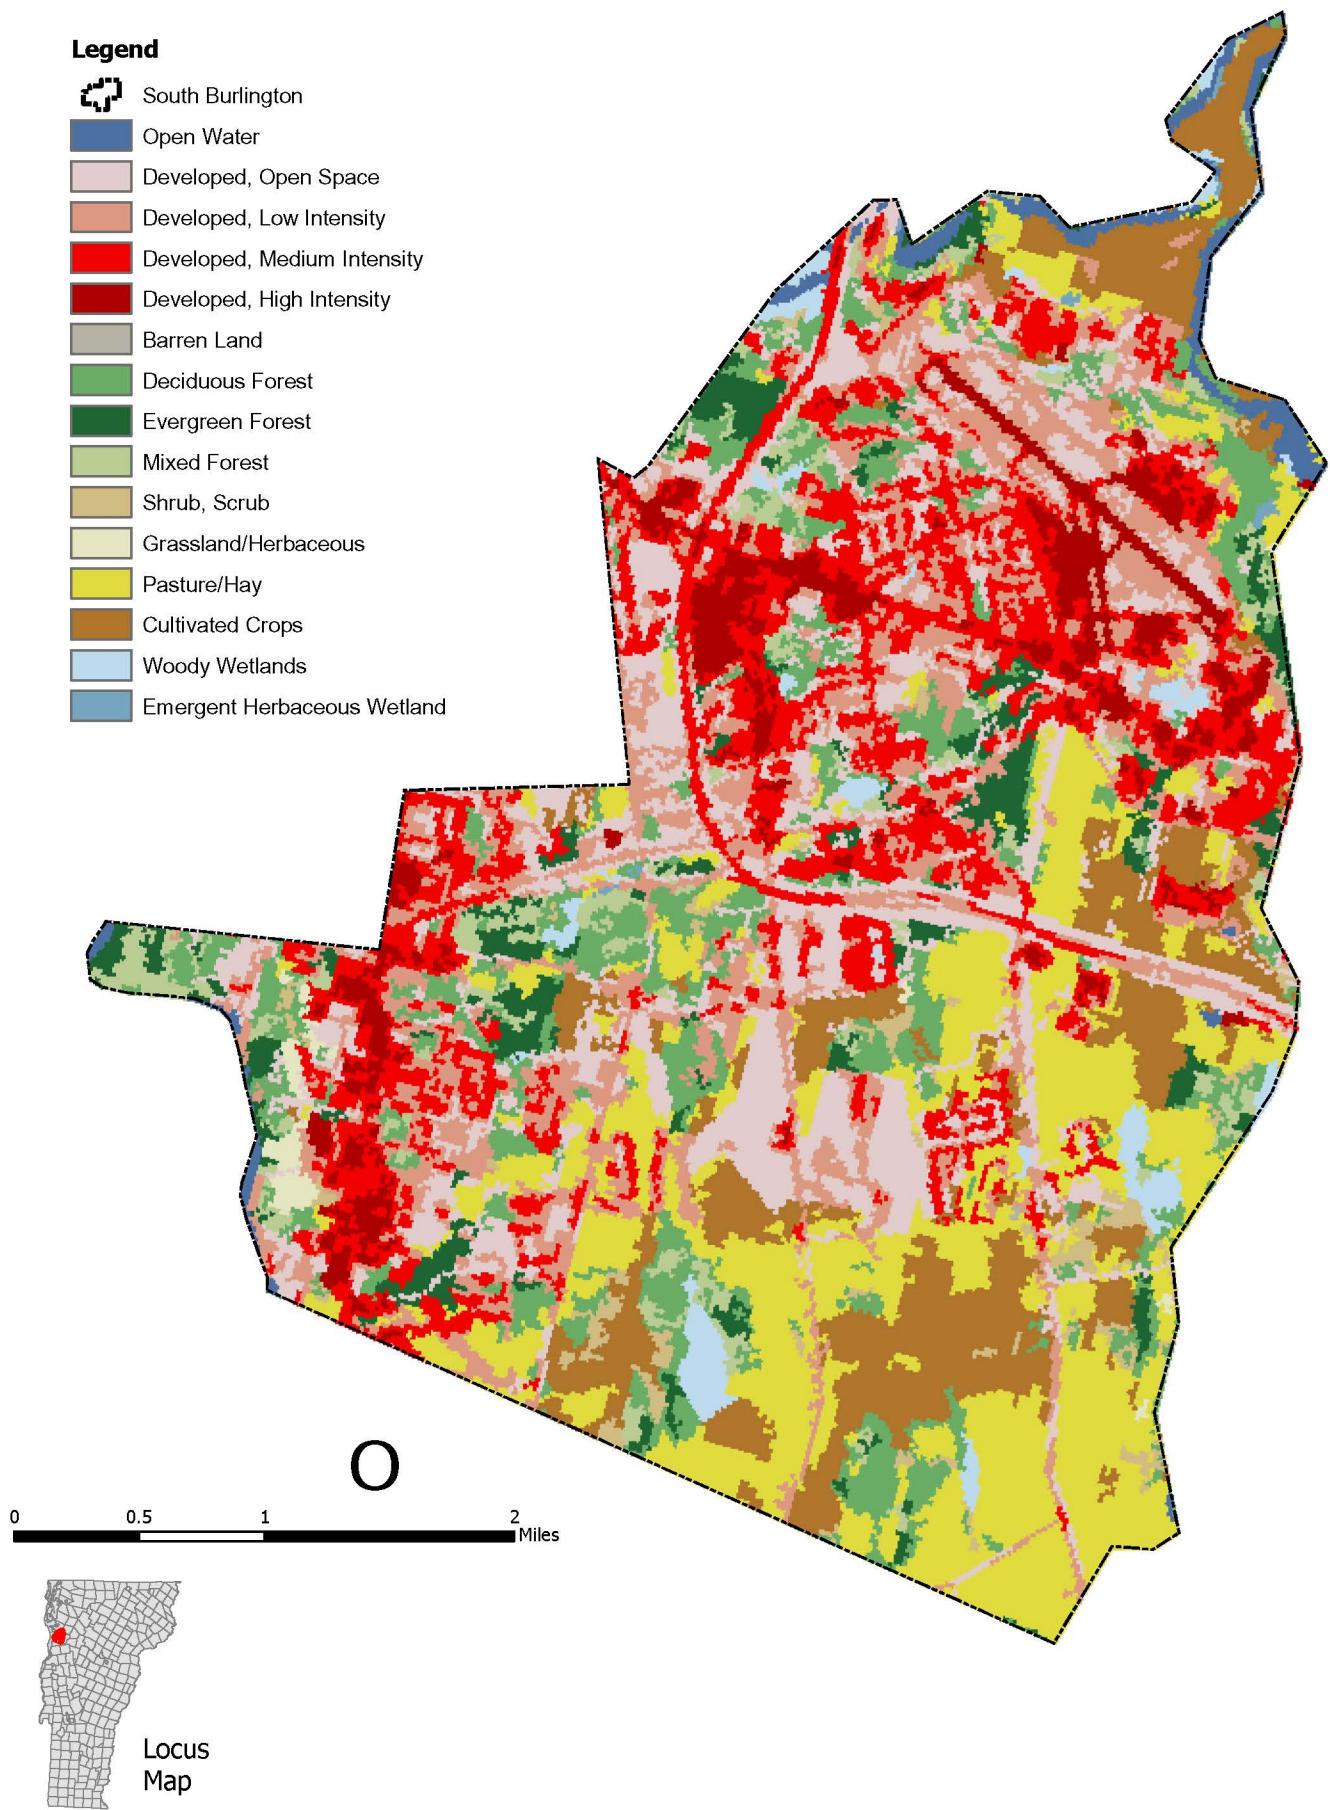 Legend
South Burlington
Open Water
Developed, Open Space
Developed, Low Intensity
Developed, Medium Intensity
Developed, High Intensity
Barren Land
Deciduous Forest
Evergreen Forest
Mixed Forest
Shrub, Scrub
Grassland/Herbaceous
Pasture/Hay
Cultivated Crops
Woody Wetlands
Emergent Herbaceous Wetland
O
0 0.5 1 2
Miles
Locus
Map